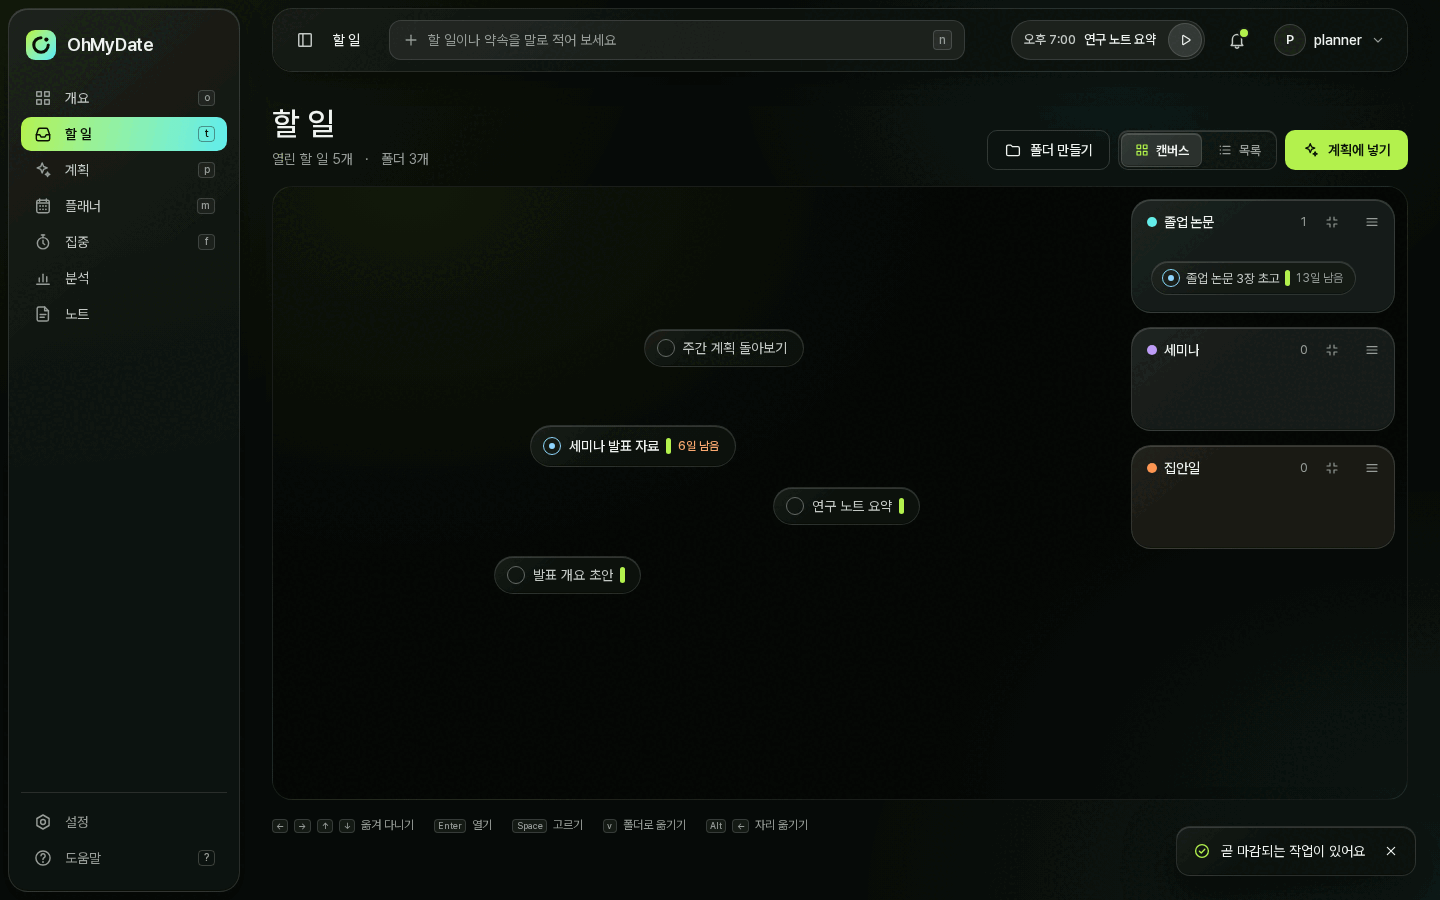 OhMyDate
개요 o
할 일 t
계획 p
플래너 m
집중 f
분석
노트
설정
도움말 ?
할 일
할 일이나 약속을 말로 적어 보세요 n
오후 7:00 연구 노트 요약
P planner
할 일
열린 할 일 5개 · 폴더 3개
폴더 만들기
캔버스
목록
계획에 넣기
주간 계획 돌아보기
세미나 발표 자료 6일 남음
연구 노트 요약
발표 개요 초안
졸업 논문 1
졸업 논문 3장 초고 13일 남음
세미나 0
집안일 0
← → ↑ ↓ 옮겨 다니기 Enter 열기 Space 고르기 v 폴더로 옮기기 Alt ← 자리 옮기기
곧 마감되는 작업이 있어요